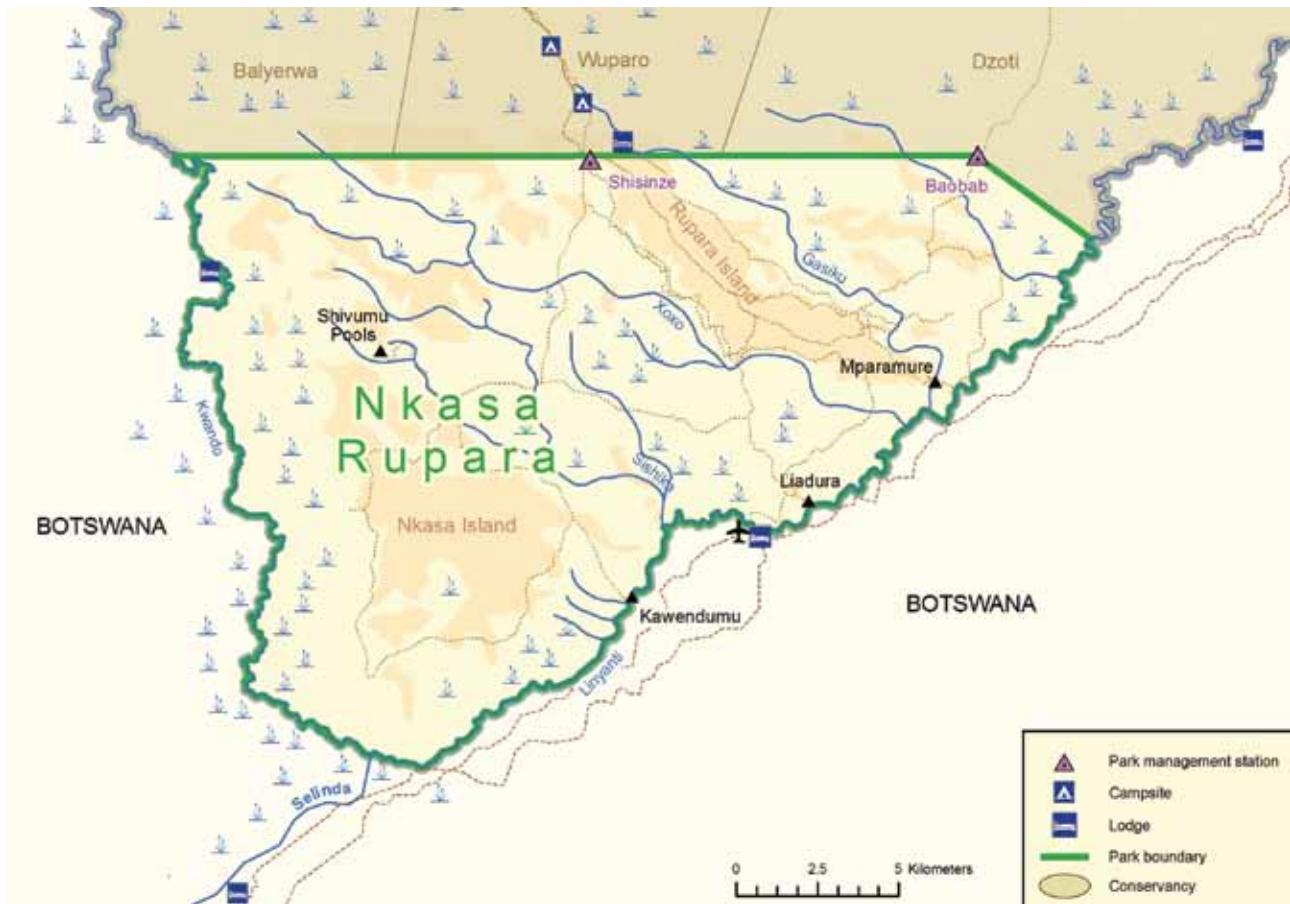 Balyerwa
Wuparo
Dzoti
Shisinze
Baobab
Rupara Island
Gasiku
Xoxo
Shivumu
Pools
Mparamure
Nkasa
Rupara
Kwando
Sishika
Liadura
BOTSWANA
Nkasa Island
BOTSWANA
Kawendumu
Linyanti
Selinda
Park management station
Campsite
Lodge
Park boundary
Conservancy
0 2.5 5 Kilometers